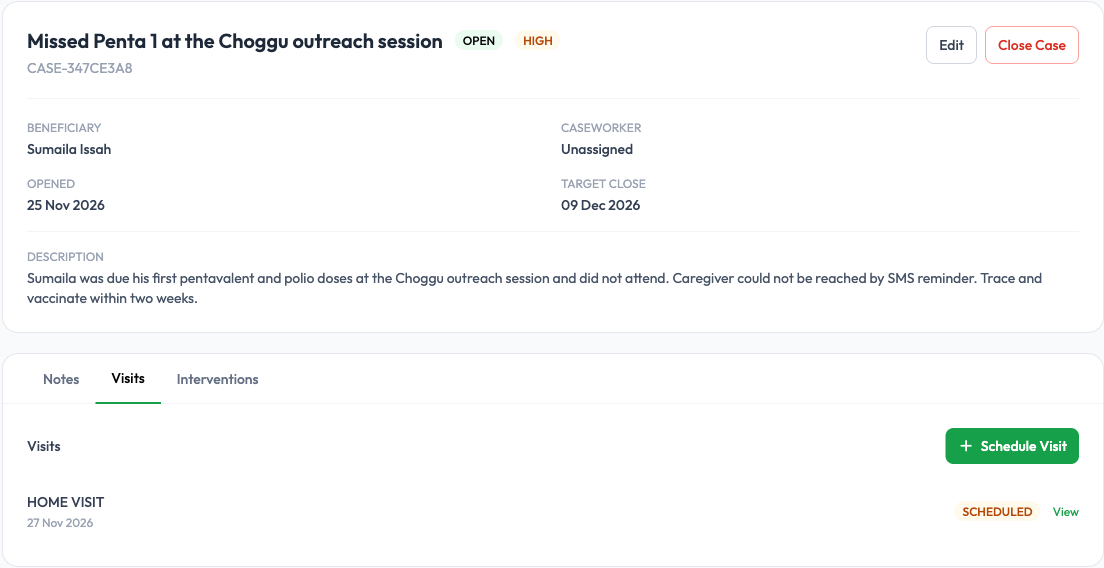 Missed Penta 1 at the Choggu outreach session OPEN HIGH Edit Close Case
CASE-347CE3A8
BENEFICIARY CASEWORKER
Sumaila Issah Unassigned
OPENED TARGET CLOSE
25 Nov 2026 09 Dec 2026
DESCRIPTION
Sumaila was due his first pentavalent and polio doses at the Choggu outreach session and did not attend. Caregiver could not be reached by SMS reminder. Trace and
vaccinate within two weeks.
Notes Visits Interventions
Visits + Schedule Visit
HOME VISIT
27 Nov 2026 SCHEDULED View